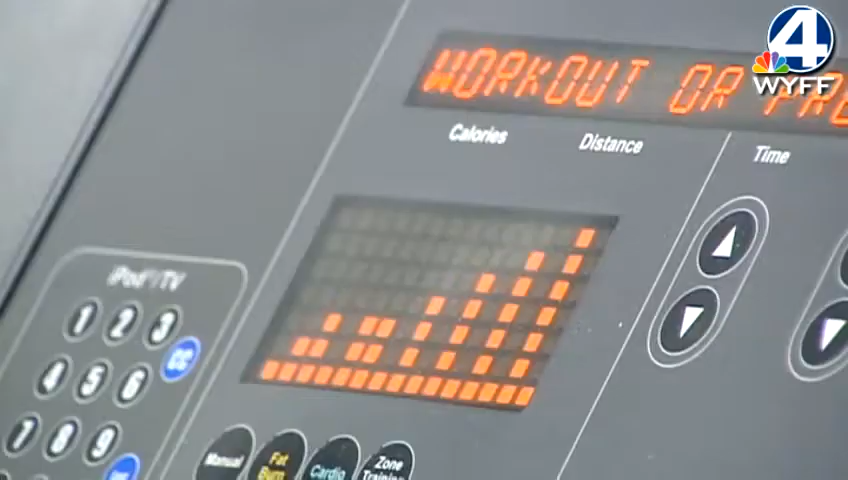 4
WYFF
WORKOUT OR PRE
Calories Distance Time
iPod/TV
1 2 3
CC
4 5 6
7 8 9
Manual
Fat Burn
Cardio
Zone Training